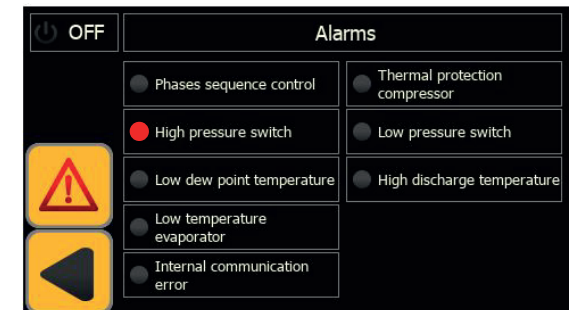 OFF
Alarms
Phases sequence control
Thermal protection
compressor
High pressure switch
Low pressure switch
Low dew point temperature
High discharge temperature
Low temperature
evaporator
Internal communication
error